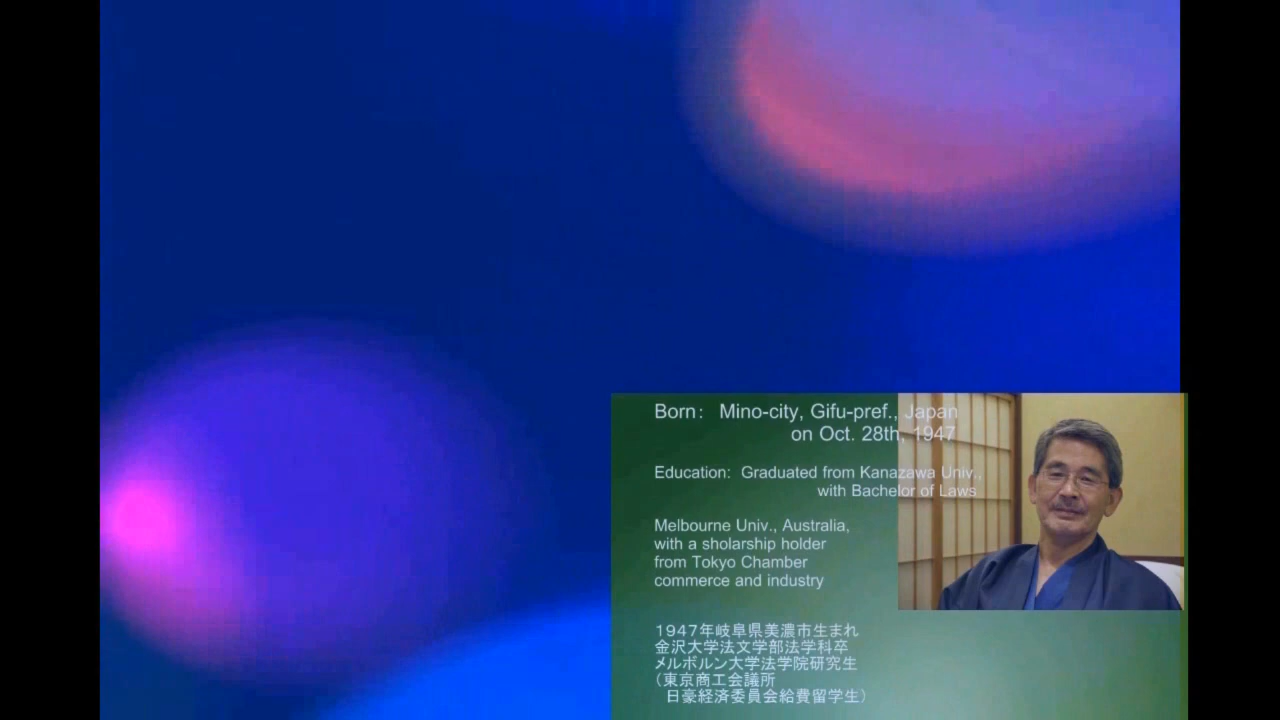 Born: Mino-city, Gifu-pref., Japan
on Oct. 28th, 1947
Education: Graduated from Kanazawa Univ.,
with Bachelor of Laws
Melbourne Univ., Australia,
with a sholarship holder
from Tokyo Chamber
commerce and industry
1947年岐阜県美濃市生まれ
金沢大学法文学部法学科卒
メルボルン大学法学院研究生
(東京商工会議所
日豪経済委員会給費留学生)